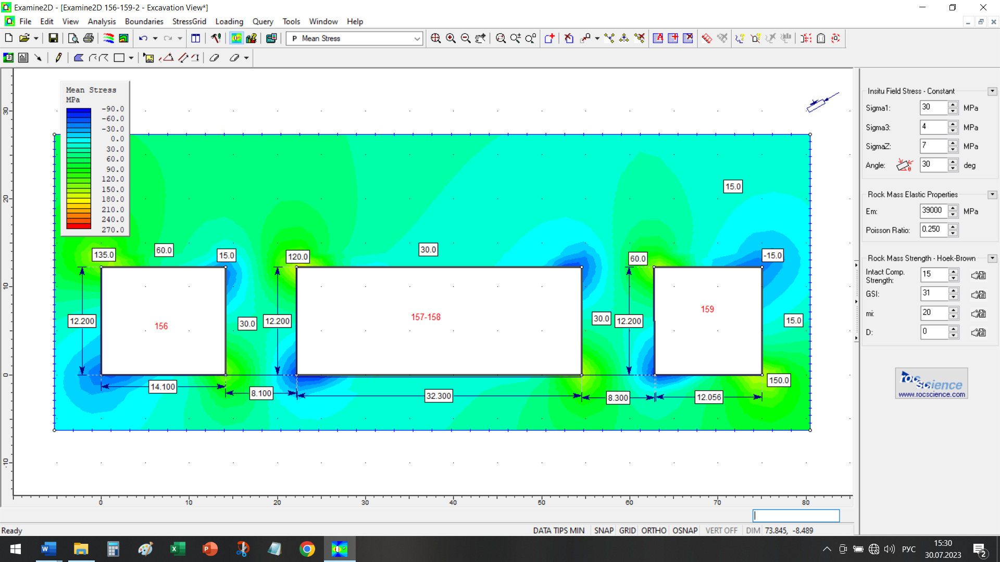 Examine2D - [Examine2D 156-159-2 - Excavation View*]
File Edit View Analysis Boundaries StressGrid Loading Query Tools Window Help
P Mean Stress
Mean Stress
MPa
-90.0
-60.0
-30.0
0.0
30.0
60.0
90.0
120.0
150.0
180.0
210.0
240.0
270.0
30
20
10
0
-10
15.0
135.0
60.0
15.0
120.0
30.0
60.0
-15.0
12.200
156
30.0
12.200
157-158
30.0
12.200
159
15.0
14.100
8.100
32.300
8.300
12.056
150.0
0 10 20 30 40 50 60 70 80
Insitu Field Stress - Constant
Sigma1: 30 MPa
Sigma3: 4 MPa
SigmaZ: 7 MPa
Angle: θ 30 deg
Rock Mass Elastic Properties
Em: 39000 MPa
Poisson Ratio: 0.250
Rock Mass Strength - Hoek-Brown
Intact Comp.
Strength: 15
GSI: 31
mi: 20
D: 0
rocscience
www.rocscience.com
Ready
DATA TIPS MIN SNAP GRID ORTHO OSNAP VERT OFF DIM 73.845, -8.489
РУС
15:30
30.07.2023
2